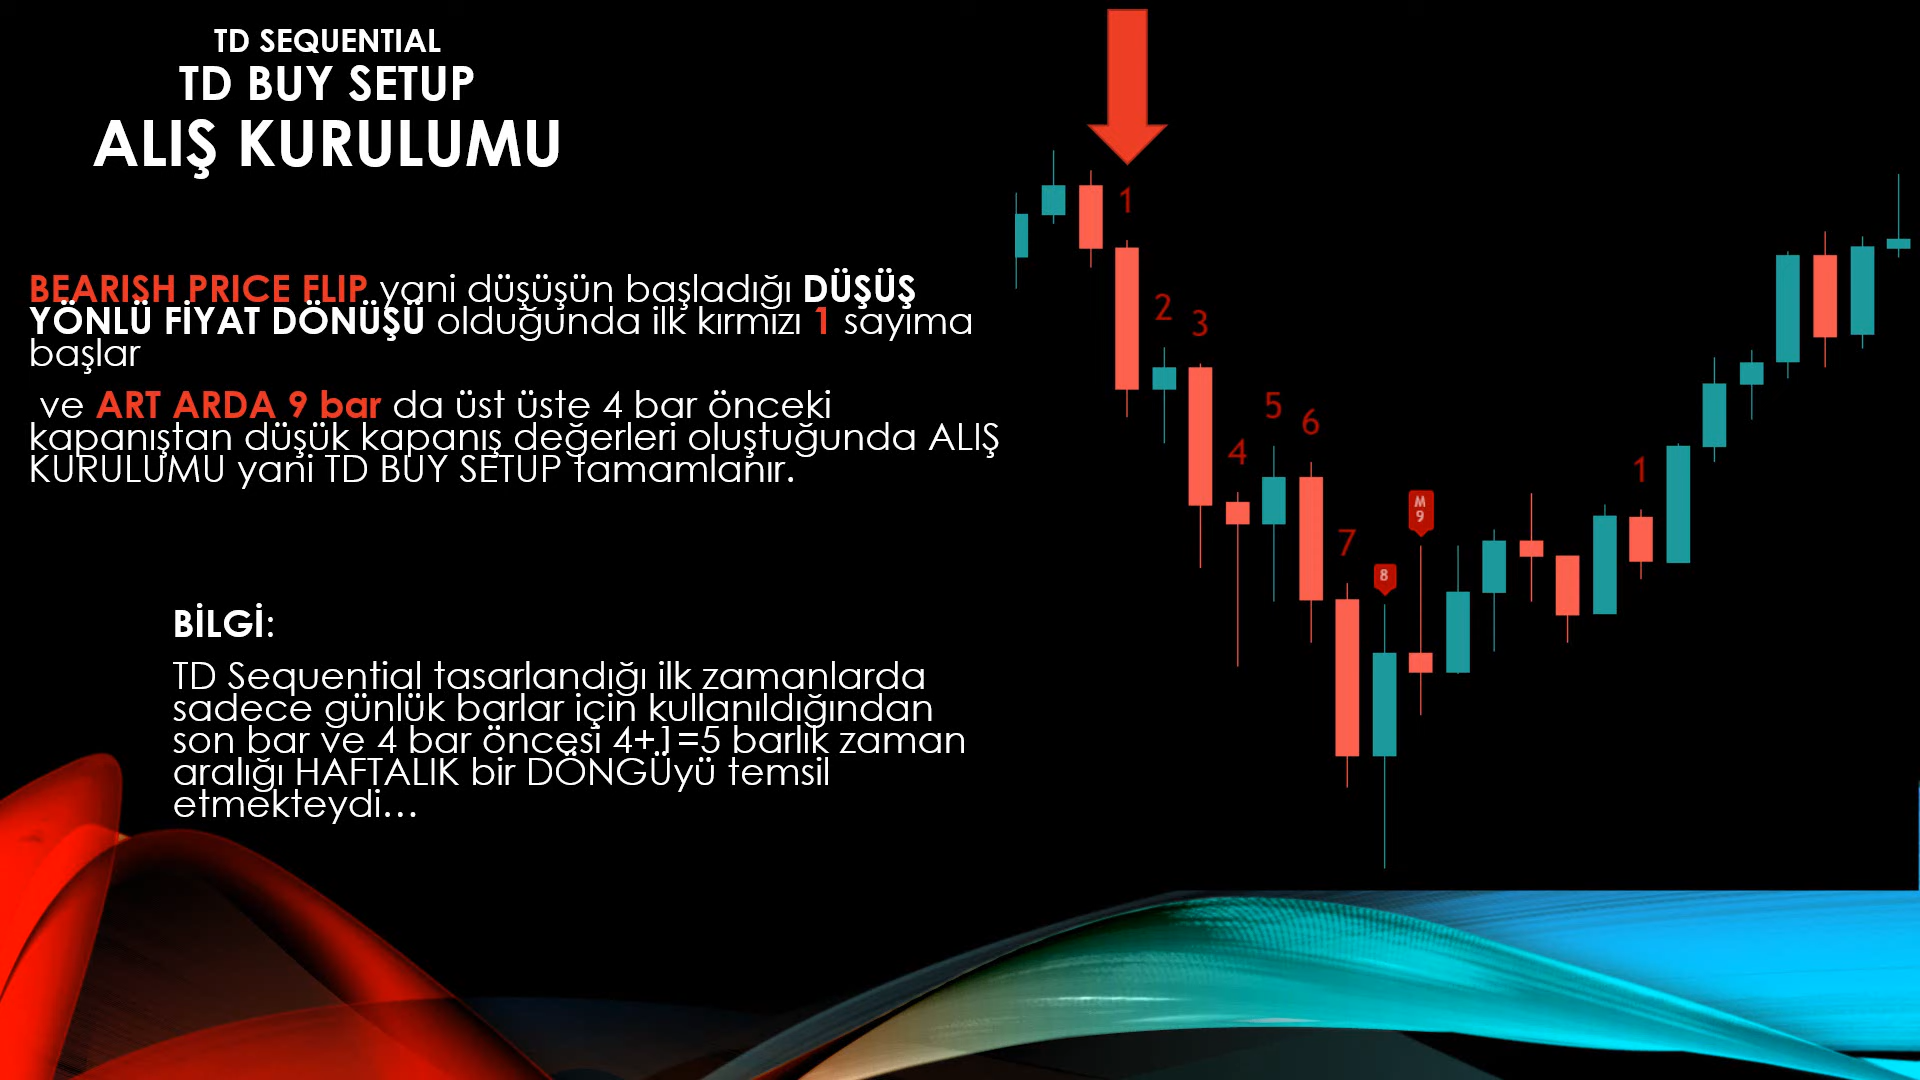 TD SEQUENTIAL
TD BUY SETUP
ALIŞ KURULUMU
BEARISH PRICE FLIP yani düşüşün başladığı DÜŞÜŞ
YÖNLÜ FİYAT DÖNÜŞÜ olduğunda ilk kırmızı 1 sayıma
başlar
ve ART ARDA 9 bar da üst üste 4 bar önceki
kapanıştan düşük kapanış değerleri oluştuğunda ALIŞ
KURULUMU yani TD BUY SETUP tamamlanır.
BİLGİ:
TD Sequential tasarlandığı ilk zamanlarda
sadece günlük barlar için kullanıldığından
son bar ve 4 bar öncesi 4+1=5 barlık zaman
aralığı HAFTALIK bir DÖNGÜyü temsil
etmekteydi...
1
2
3
4
5
6
7
8
M
9
1